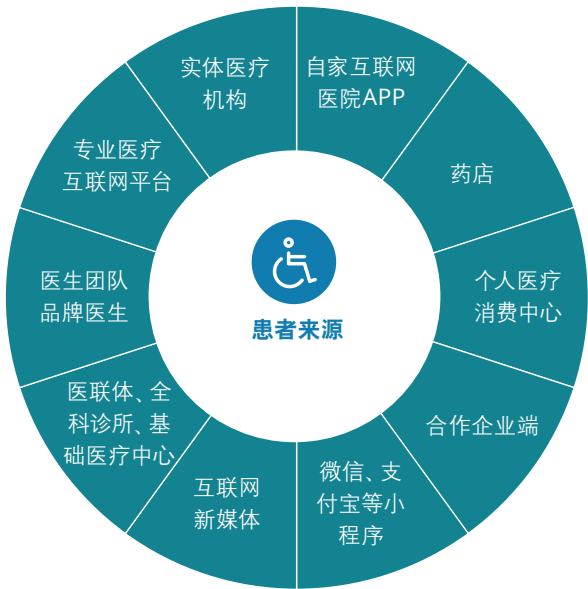 实体医疗
机构
自家互联网
医院APP
药店
个人医疗
消费中心
合作企业端
微信、支
付宝等小
程序
互联网
新媒体
医联体、全
科诊所、基
础医疗中心
医生团队
品牌医生
专业医疗
互联网平台
患者来源